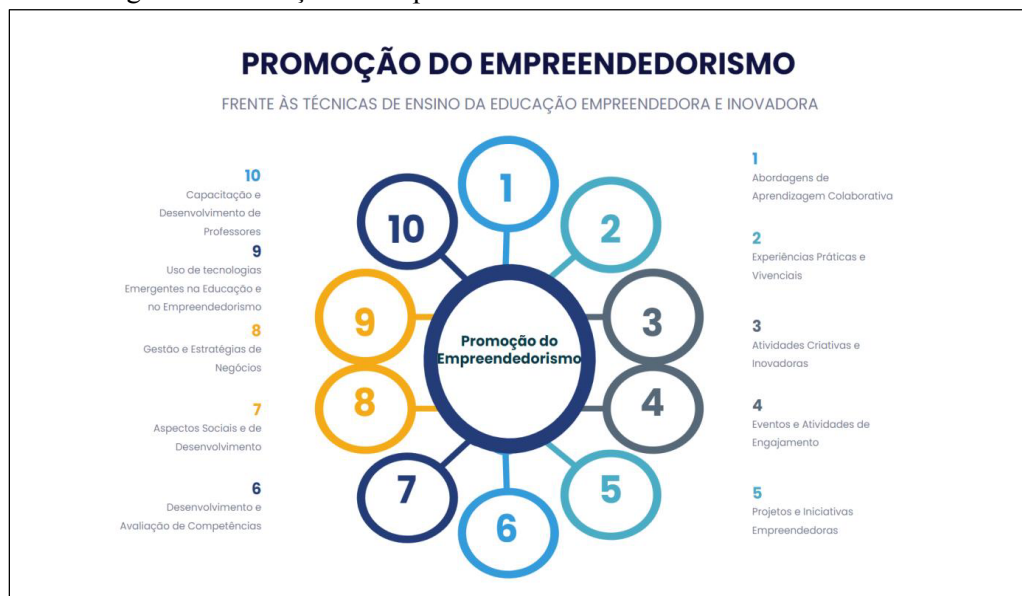 PROMOÇÃO DO EMPREENDEDORISMO
FRENTE ÀS TÉCNICAS DE ENSINO DA EDUCAÇÃO EMPREENDEDORA E INOVADORA
10
Capacitação e
Desenvolvimento de
Professores
9
Uso de tecnologias
Emergentes na Educação e
no Empreendedorismo
8
Gestão e Estratégias de
Negócios
7
Aspectos Sociais e de
Desenvolvimento
6
Desenvolvimento e
Avaliação de Competências
1
2
3
4
5
6
7
8
9
10
Promoção do
Empreendedorismo
1
Abordagens de
Aprendizagem Colaborativa
2
Experiências Práticas e
Vivenciais
3
Atividades Criativas e
Inovadoras
4
Eventos e Atividades de
Engajamento
5
Projetos e Iniciativas
Empreendedoras